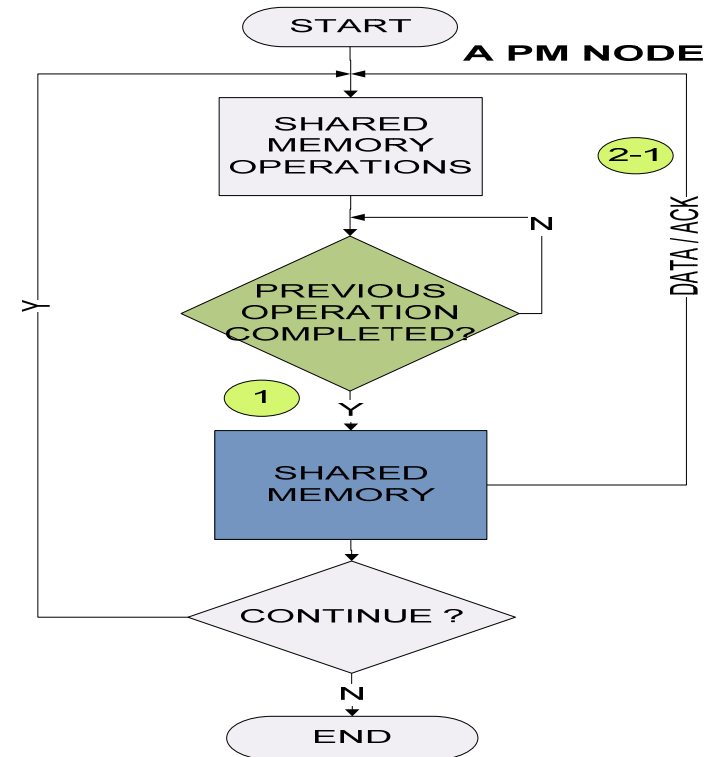 START
A PM NODE
SHARED
MEMORY
OPERATIONS
2-1
DATA / ACK
N
Y
PREVIOUS
OPERATION
COMPLETED?
1
Y
SHARED
MEMORY
CONTINUE ?
N
END